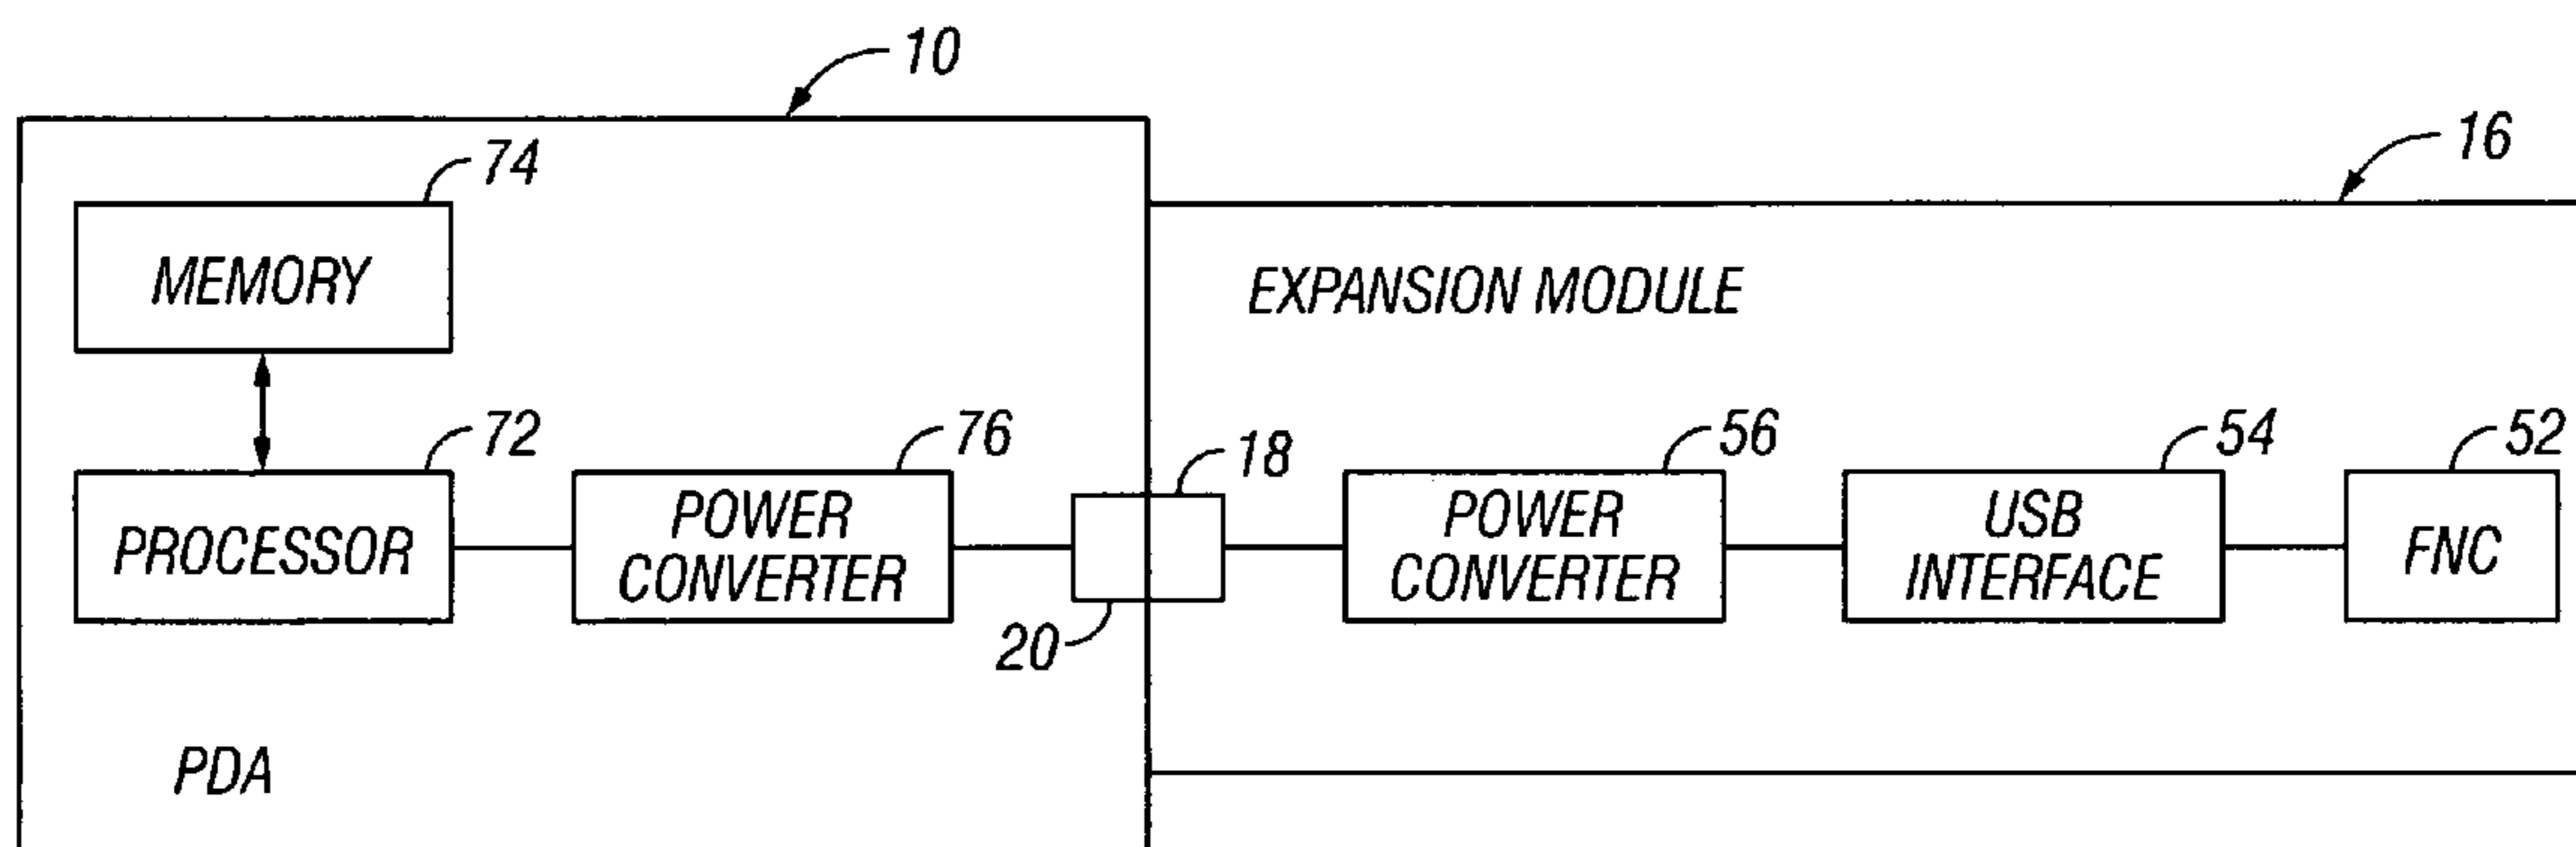 10
16
74
MEMORY
EXPANSION MODULE
72
76
18
56
54
52
PROCESSOR
POWER
CONVERTER
POWER
CONVERTER
USB
INTERFACE
FNC
20
PDA